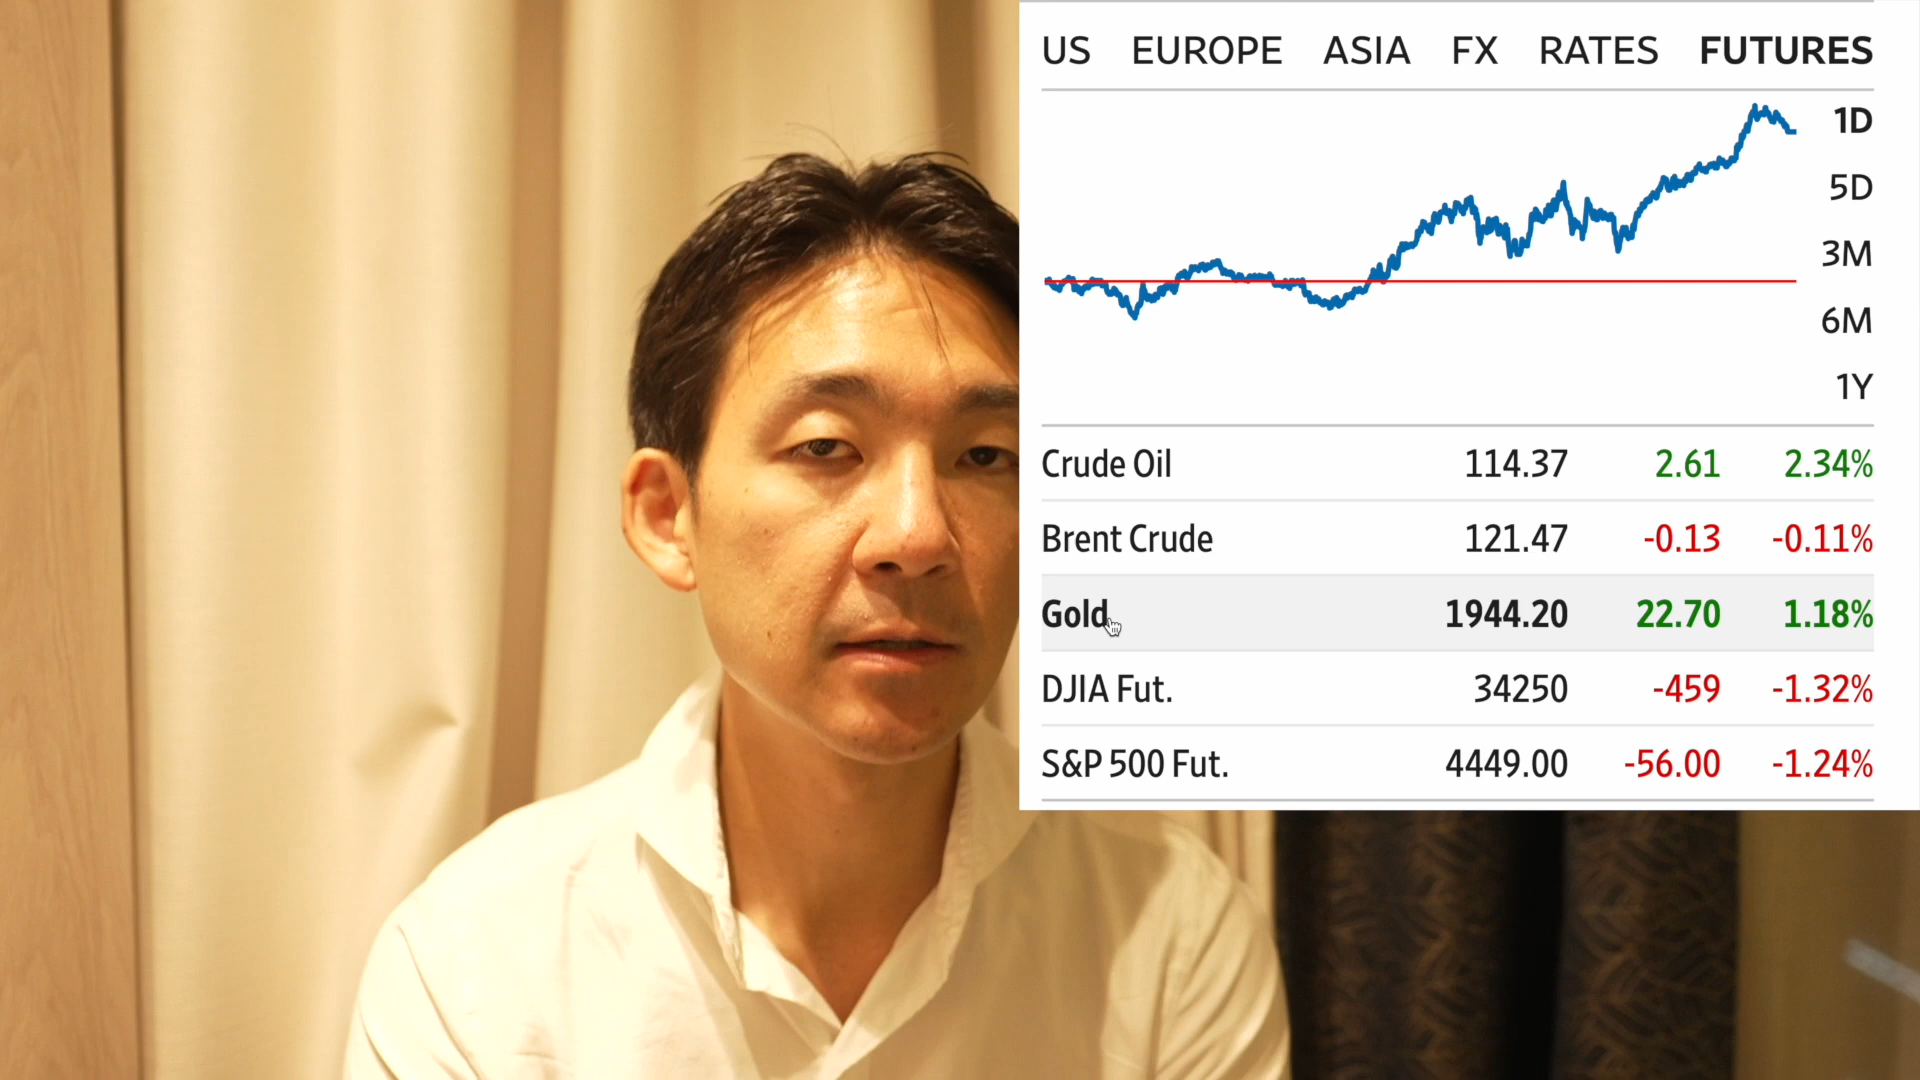 US EUROPE ASIA FX RATES FUTURES
1D
5D
3M
6M
1Y
Crude Oil 114.37 2.61 2.34%
Brent Crude 121.47 -0.13 -0.11%
Gold 1944.20 22.70 1.18%
DJIA Fut. 34250 -459 -1.32%
S&P 500 Fut. 4449.00 -56.00 -1.24%